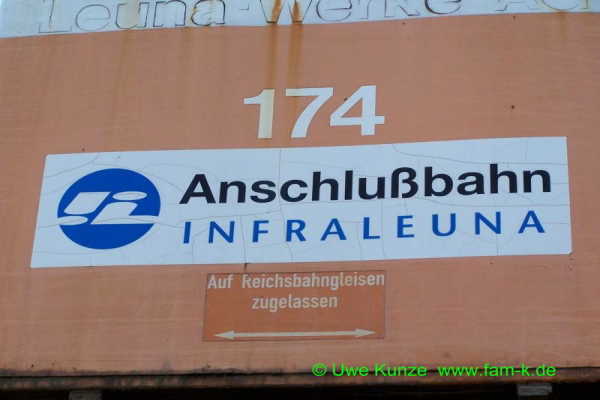 Leuna-Werke AG
174
Anschlußbahn
INFRALEUNA
Auf Reichsbahngleisen
zugelassen
© Uwe Kunze www.fam-k.de